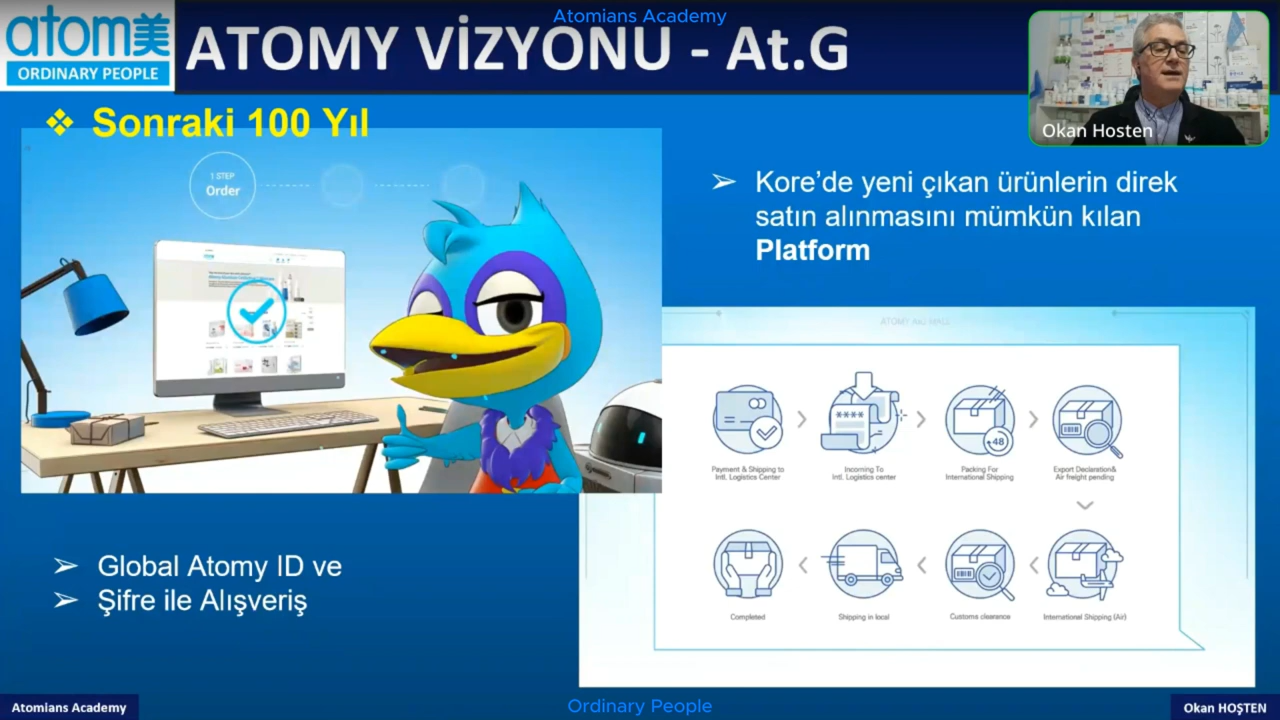 Atomians Academy
atom美
ORDINARY PEOPLE
ATOMY VİZYONU - At.G
Okan Hosten
❖ Sonraki 100 Yıl
1 STEP
Order
➢ Kore’de yeni çıkan ürünlerin direk
satın alınmasını mümkün kılan
Platform
ATOMY At.G MALL
****
48
Payment & Shipping to
Intl. Logistics Center
Incoming To
Intl. Logistics center
Packing For
International Shipping
Export Declaration&
Air freight pending
Completed
Shipping in local
Customs clearance
International Shipping (Air)
➢ Global Atomy ID ve
➢ Şifre ile Alışveriş
Atomians Academy
Ordinary People
Okan HOŞTEN